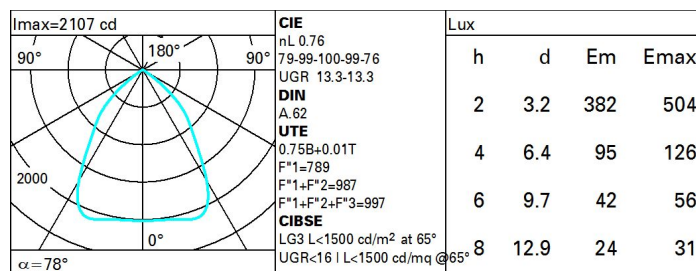 Imax=2107 cd
90° 180° 90°
2000
0°
α=78°
CIE
nL 0.76
79-99-100-99-76
UGR 13.3-13.3
DIN
A.62
UTE
0.75B+0.01T
F"1=789
F"1+F"2=987
F"1+F"2+F"3=997
CIBSE
LG3 L<1500 cd/m² at 65°
UGR<16 | L<1500 cd/mq @65°
Lux
h d Em Emax
2 3.2 382 504
4 6.4 95 126
6 9.7 42 56
8 12.9 24 31